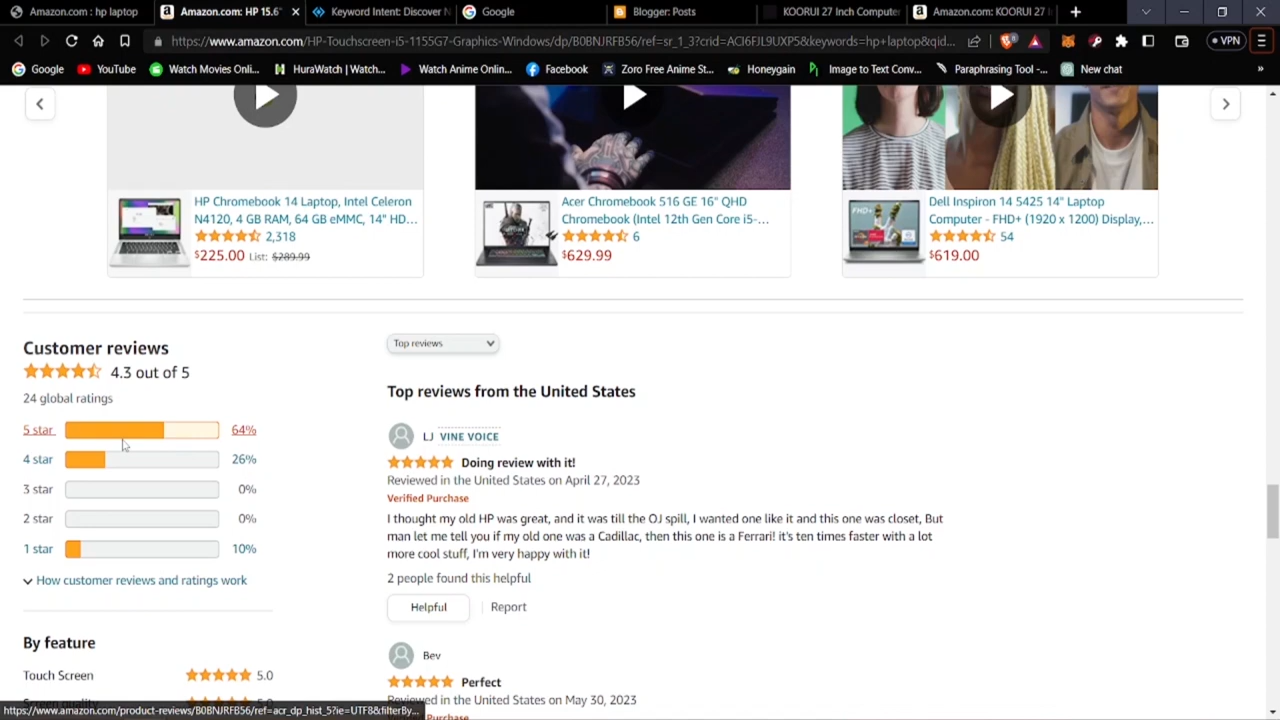 Amazon.com : hp laptop
Amazon.com: HP 15.6"
Keyword Intent: Discover N
Google
Blogger: Posts
KOORUI 27 Inch Computer
Amazon.com: KOORUI 27 I
https://www.amazon.com/HP-Touchscreen-i5-1155G7-Graphics-Windows/dp/B0BNJRFB56/ref=sr_1_3?crid=ACI6FJL9UXP5&keywords=hp+laptop&qid...
VPN
Google
YouTube
Watch Movies Onli...
HuraWatch | Watch...
Watch Anime Onlin...
Facebook
Zoro Free Anime St...
Honeygain
Image to Text Conv...
Paraphrasing Tool -...
New chat
HP Chromebook 14 Laptop, Intel Celeron
N4120, 4 GB RAM, 64 GB eMMC, 14" HD...
2,318
$225.00 List: $289.99
Acer Chromebook 516 GE 16" QHD
Chromebook (Intel 12th Gen Core i5-...
6
$629.99
FHD+
Dell Inspiron 14 5425 14" Laptop
Computer - FHD+ (1920 x 1200) Display,...
54
$619.00
Customer reviews
4.3 out of 5
24 global ratings
5 star 64%
4 star 26%
3 star 0%
2 star 0%
1 star 10%
How customer reviews and ratings work
By feature
Touch Screen 5.0
Screen quality 5.0
Top reviews
Top reviews from the United States
LJ VINE VOICE
Doing review with it!
Reviewed in the United States on April 27, 2023
Verified Purchase
I thought my old HP was great, and it was till the OJ spill, I wanted one like it and this one was closet, But
man let me tell you if my old one was a Cadillac, then this one is a Ferrari! it's ten times faster with a lot
more cool stuff, I'm very happy with it!
2 people found this helpful
Helpful
Report
Bev
Perfect
Reviewed in the United States on May 30, 2023
Purchase
https://www.amazon.com/product-reviews/B0BNJRFB56/ref=acr_dp_hist_5?ie=UTF8&filterBy...